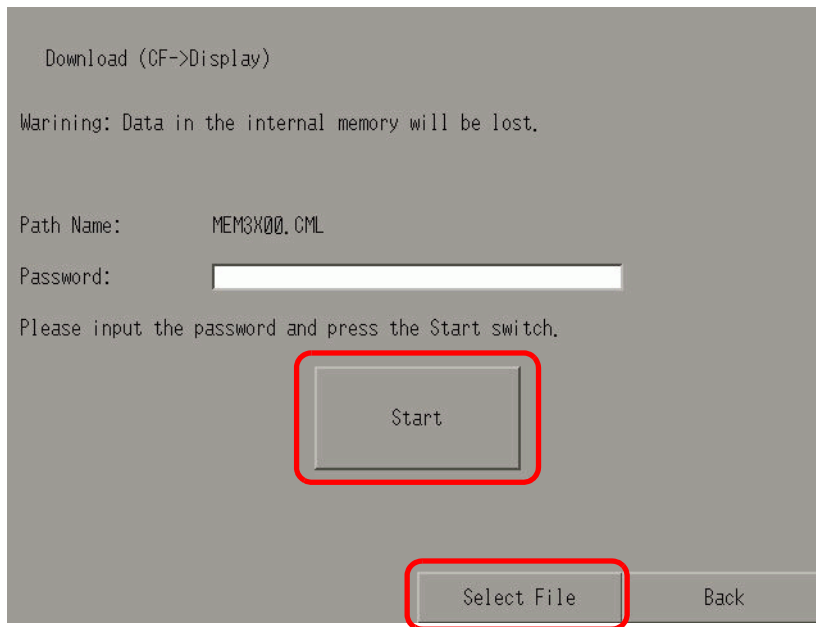 Download (CF->Display)
Warining: Data in the internal memory will be lost.
Path Name: MEM3X00.CML
Password:
Please input the password and press the Start switch.
Start
Select File Back